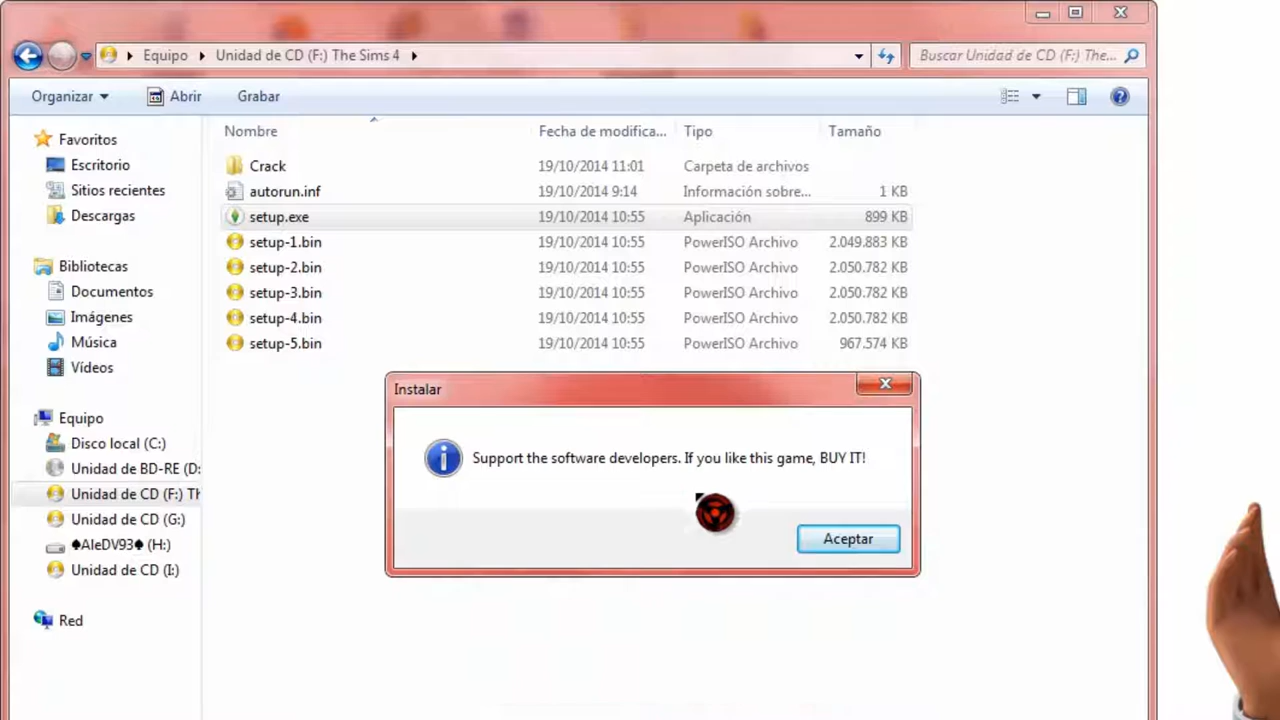 Equipo Unidad de CD (F:) The Sims 4 Buscar Unidad de CD (F:) The...
Organizar Abrir Grabar
Favoritos
Escritorio
Sitios recientes
Descargas
Bibliotecas
Documentos
Imágenes
Música
Vídeos
Equipo
Disco local (C:)
Unidad de BD-RE (D:
Unidad de CD (F:) Th
Unidad de CD (G:)
♠AleDV93♠ (H:)
Unidad de CD (I:)
Red
Nombre Fecha de modifica... Tipo Tamaño
Crack 19/10/2014 11:01 Carpeta de archivos
autorun.inf 19/10/2014 9:14 Información sobre... 1 KB
setup.exe 19/10/2014 10:55 Aplicación 899 KB
setup-1.bin 19/10/2014 10:55 PowerISO Archivo 2.049.883 KB
setup-2.bin 19/10/2014 10:55 PowerISO Archivo 2.050.782 KB
setup-3.bin 19/10/2014 10:55 PowerISO Archivo 2.050.782 KB
setup-4.bin 19/10/2014 10:55 PowerISO Archivo 2.050.782 KB
setup-5.bin 19/10/2014 10:55 PowerISO Archivo 967.574 KB
Instalar
Support the software developers. If you like this game, BUY IT!
Aceptar